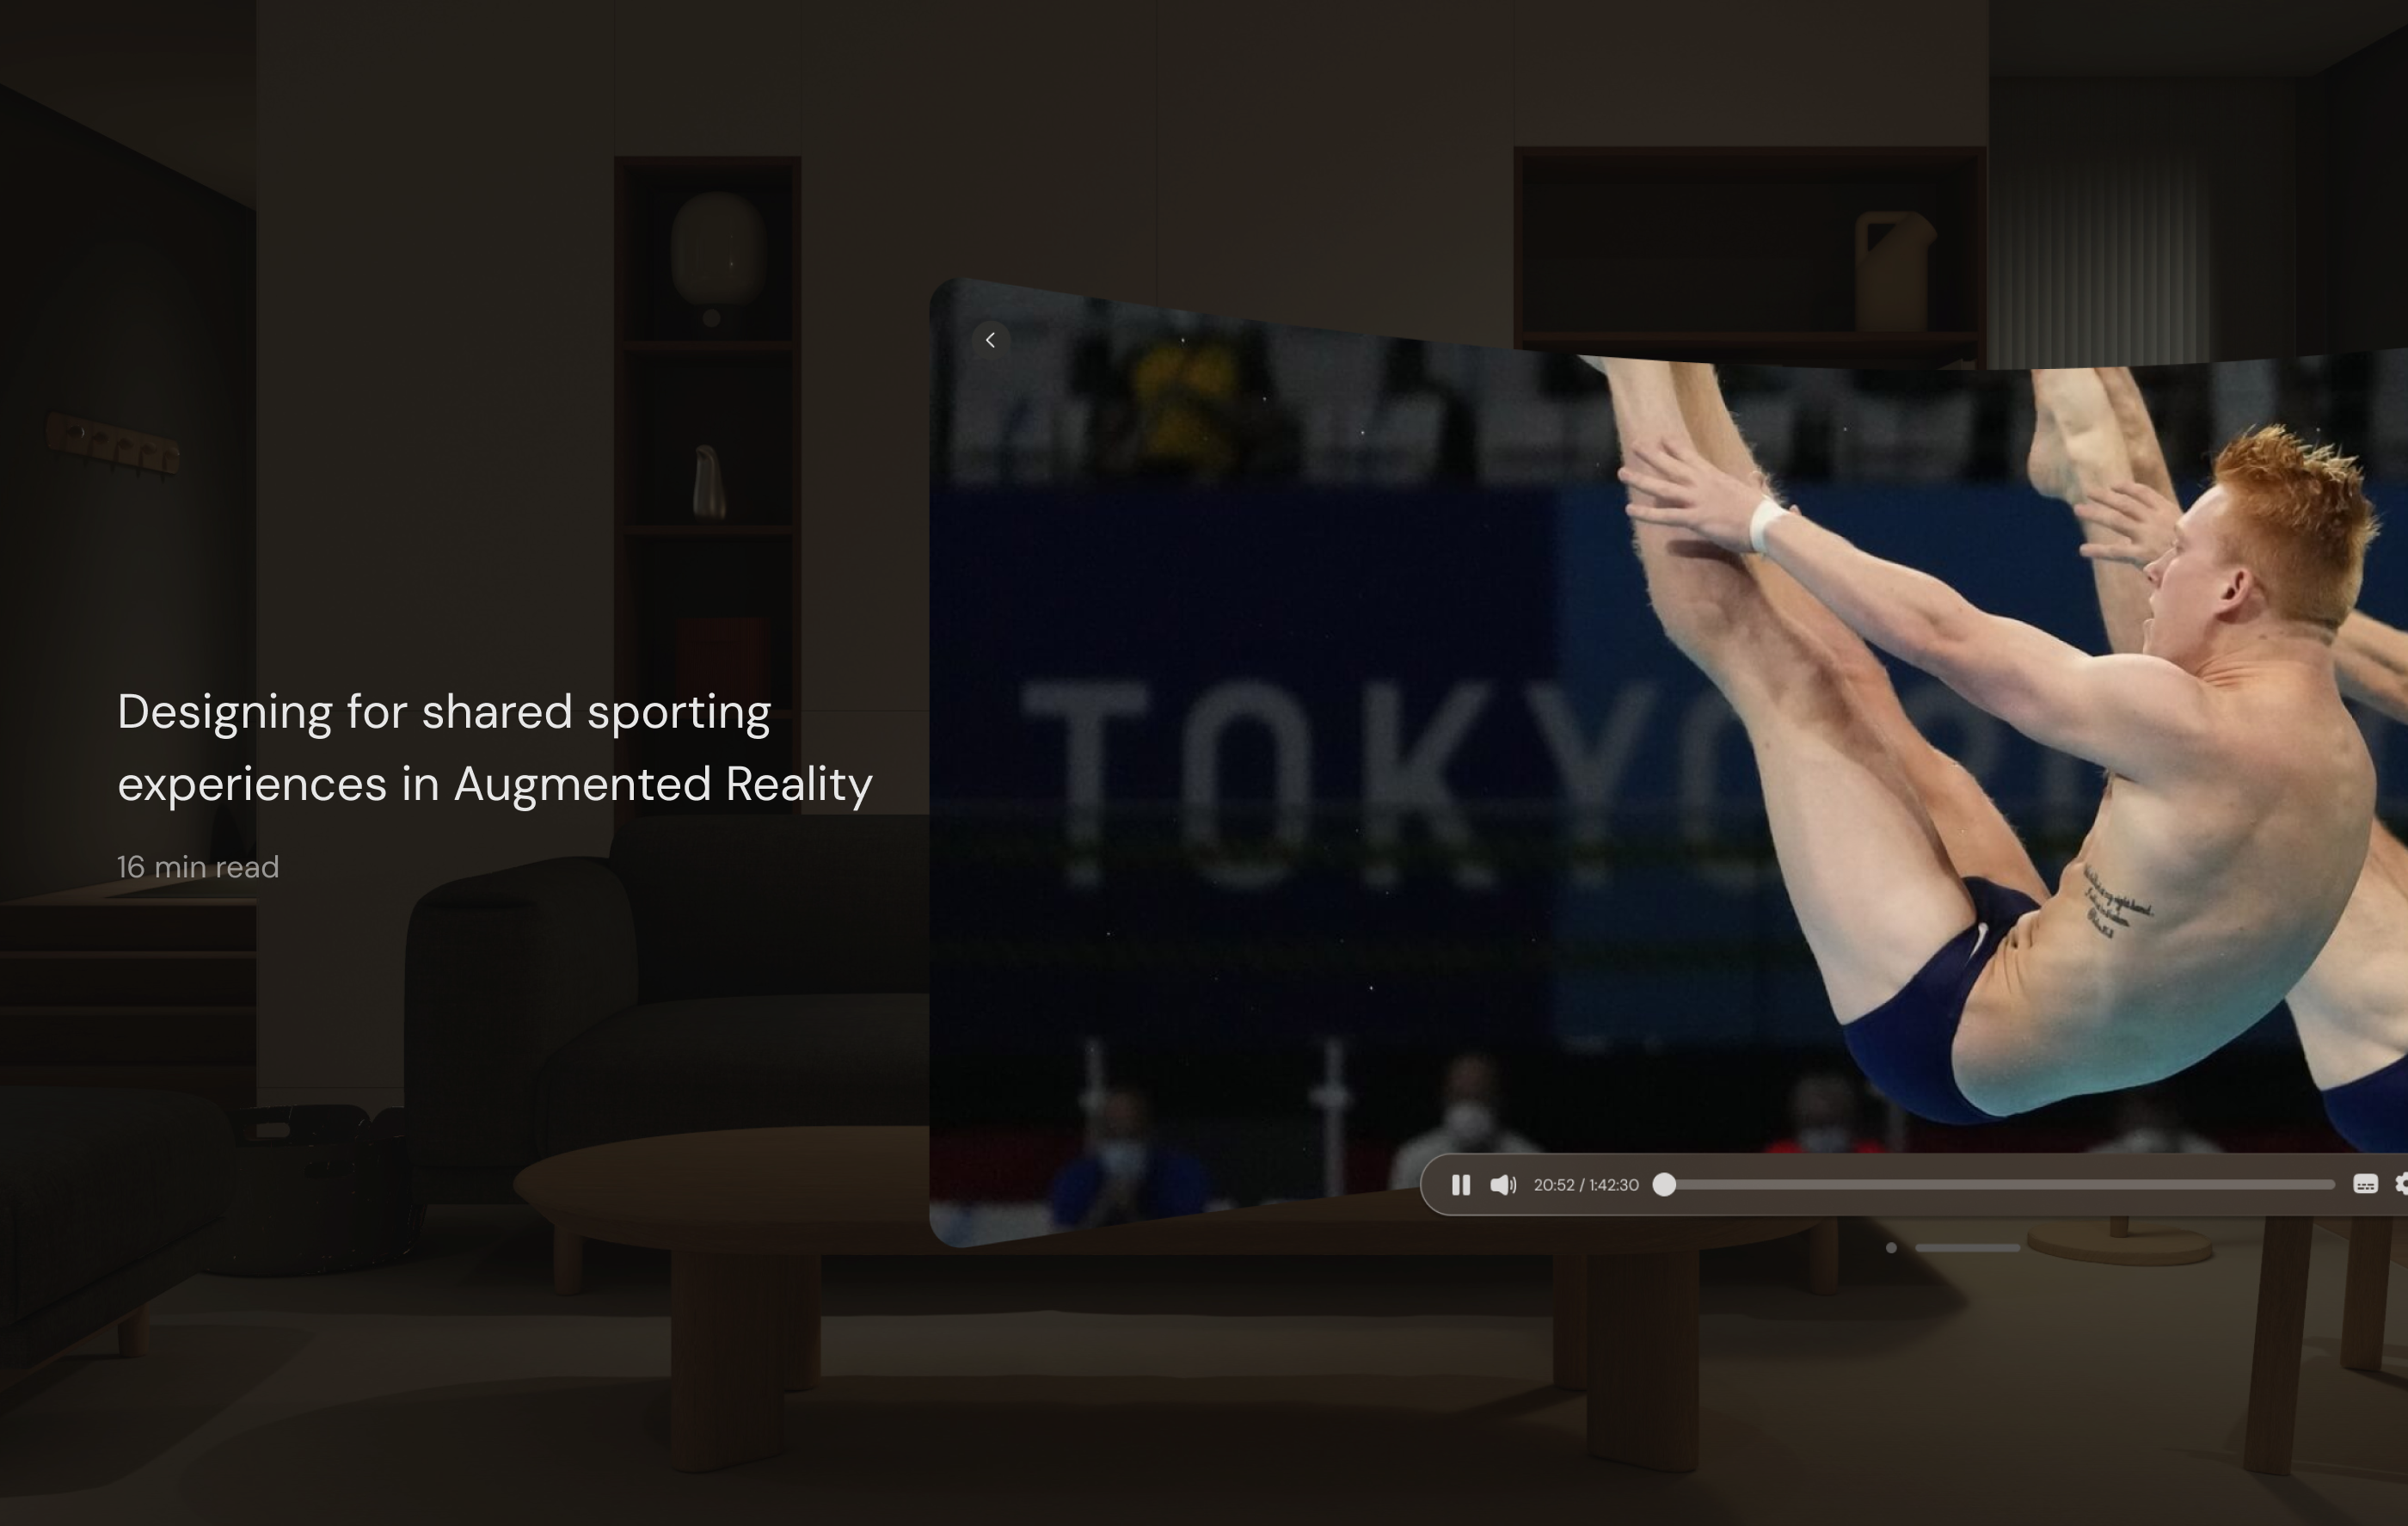 Designing for shared sporting
experiences in Augmented Reality
16 min read
TOKYO
20:52 / 1:42:30